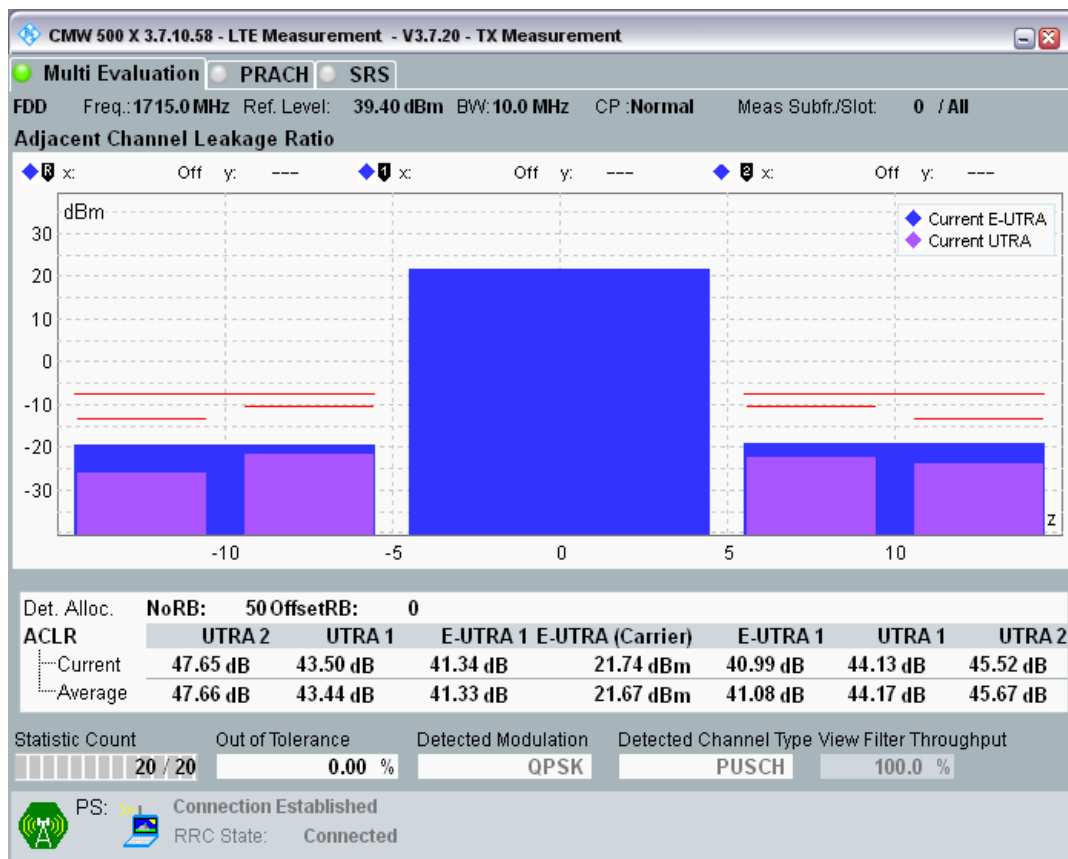 CMW 500 X 3.7.10.58 - LTE Measurement - V3.7.20 - TX Measurement
Multi Evaluation PRACH SRS
FDD Freq.:1715.0 MHz Ref. Level: 39.40 dBm BW: 10.0 MHz CP :Normal Meas Subfr./Slot: 0 / All
Adjacent Channel Leakage Ratio
R x: Off y: --- 1 x: Off y: --- 2 x: Off y: ---
dBm
Current E-UTRA
Current UTRA
30
20
10
0
-10
-20
-30
z
-10 -5 0 5 10
Det. Alloc. NoRB: 50 OffsetRB: 0
ACLR UTRA 2 UTRA 1 E-UTRA 1 E-UTRA (Carrier) E-UTRA 1 UTRA 1 UTRA 2
Current 47.65 dB 43.50 dB 41.34 dB 21.74 dBm 40.99 dB 44.13 dB 45.52 dB
Average 47.66 dB 43.44 dB 41.33 dB 21.67 dBm 41.08 dB 44.17 dB 45.67 dB
Statistic Count Out of Tolerance Detected Modulation Detected Channel Type View Filter Throughput
20 / 20 0.00 % QPSK PUSCH 100.0 %
PS: Connection Established
RRC State: Connected